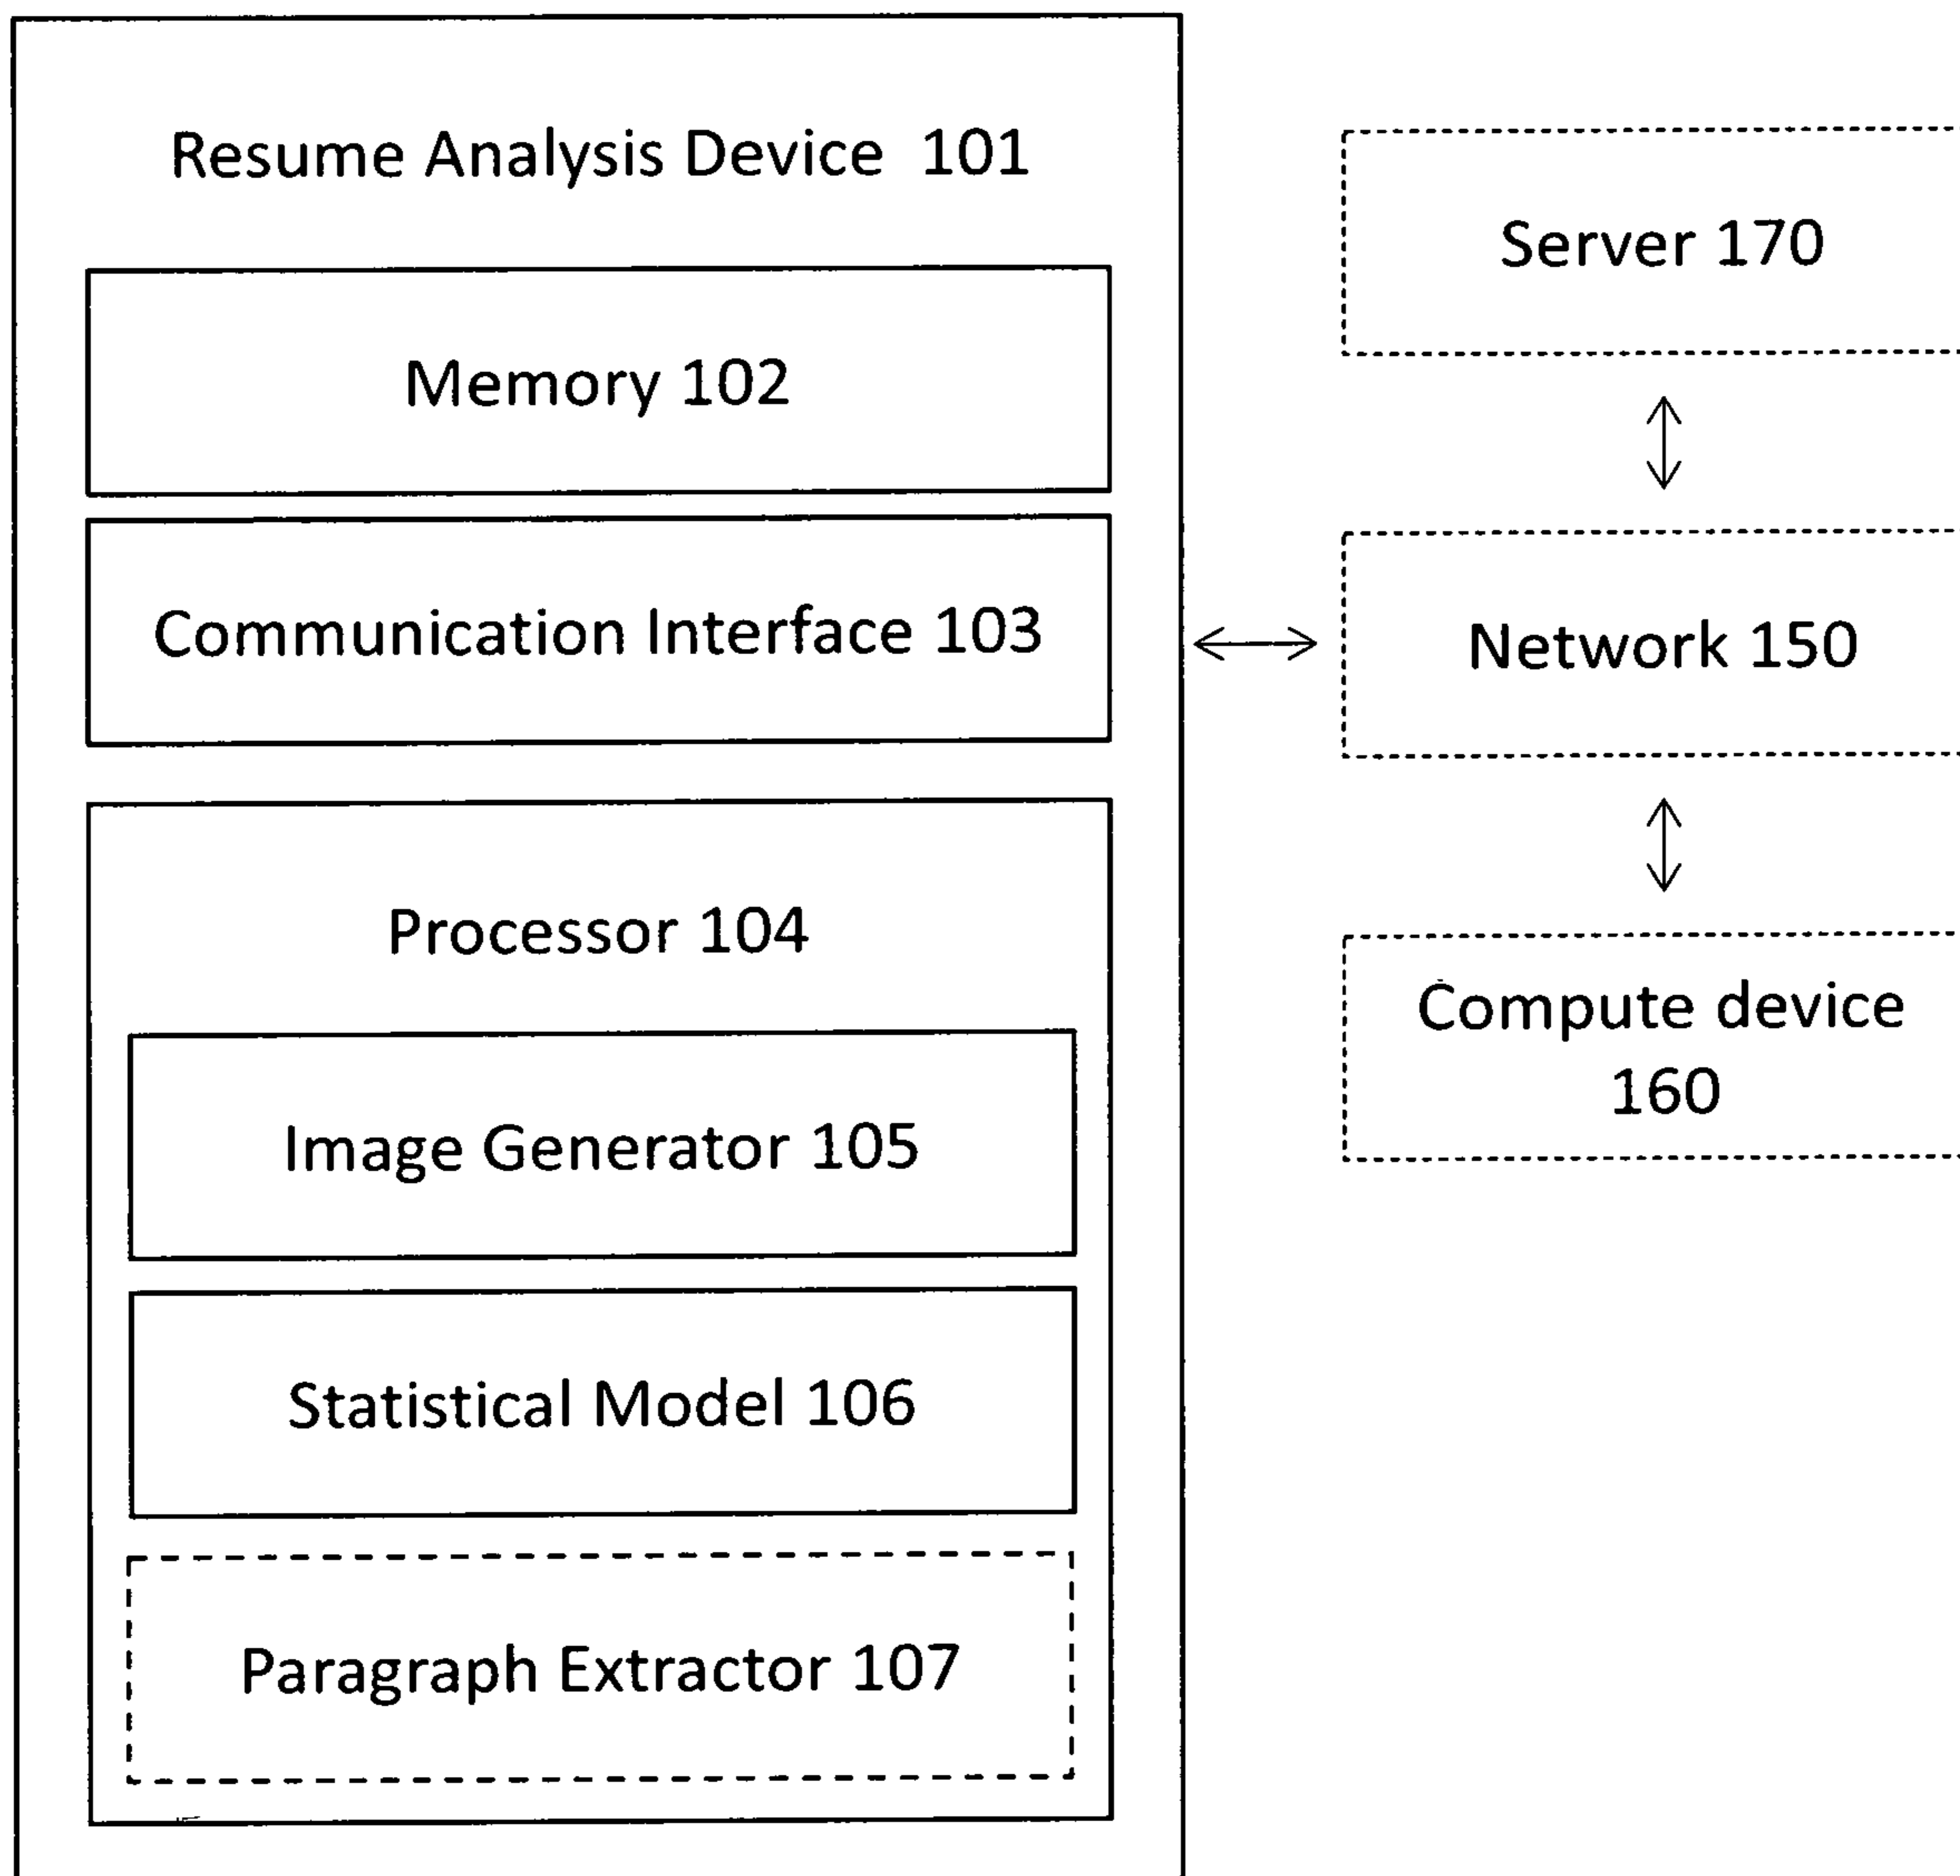 Resume Analysis Device 101
Memory 102
Communication Interface 103
Processor 104
Image Generator 105
Statistical Model 106
Paragraph Extractor 107
Server 170
Network 150
Compute device
160